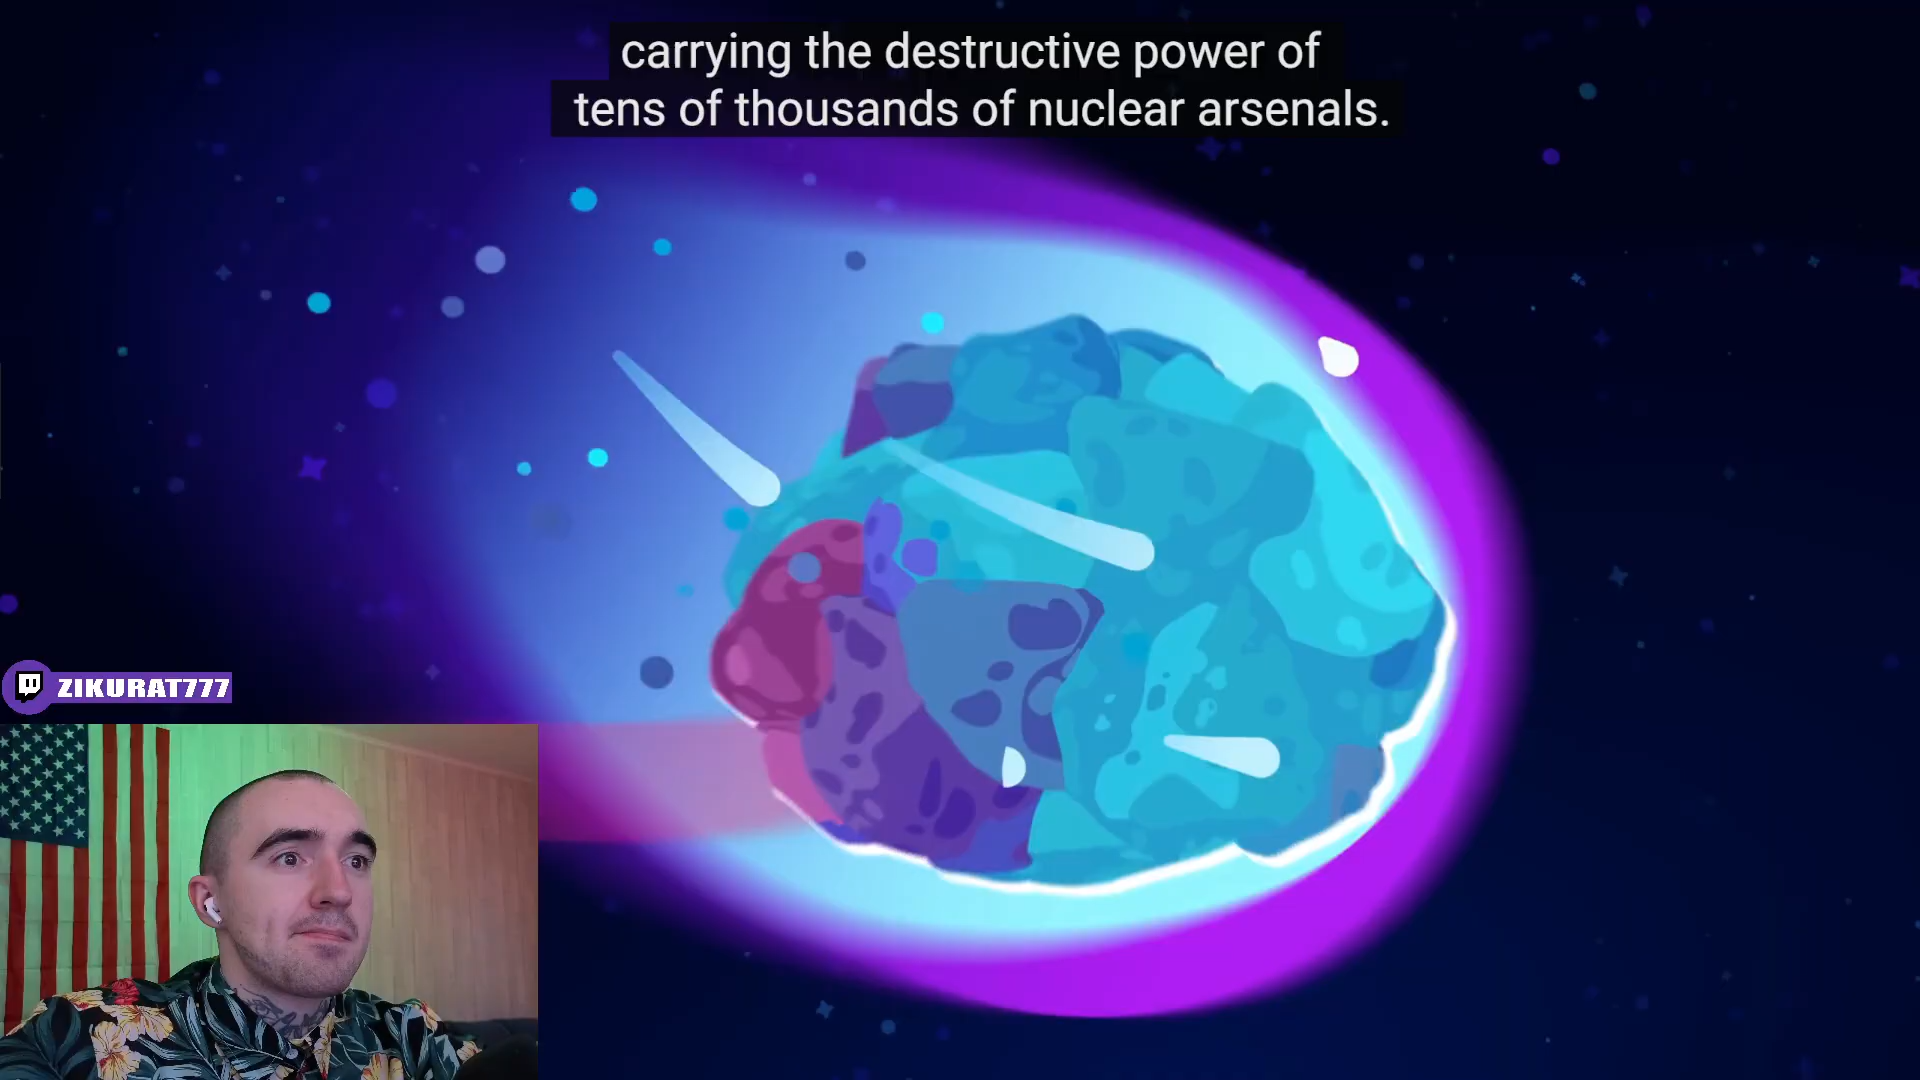 carrying the destructive power of
tens of thousands of nuclear arsenals.
ZIKURAT777